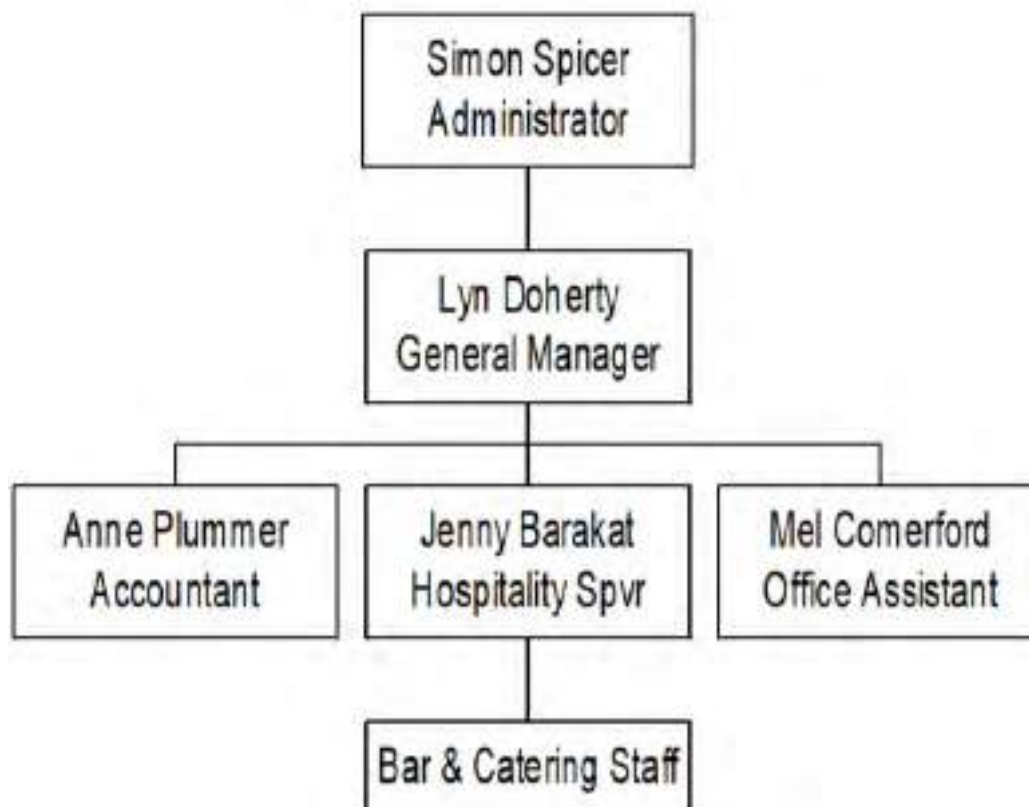 Simon Spicer
Administrator
Lyn Doherty
General Manager
Anne Plummer
Accountant
Jenny Barakat
Hospitality Spvr
Mel Comerford
Office Assistant
Bar & Catering Staff